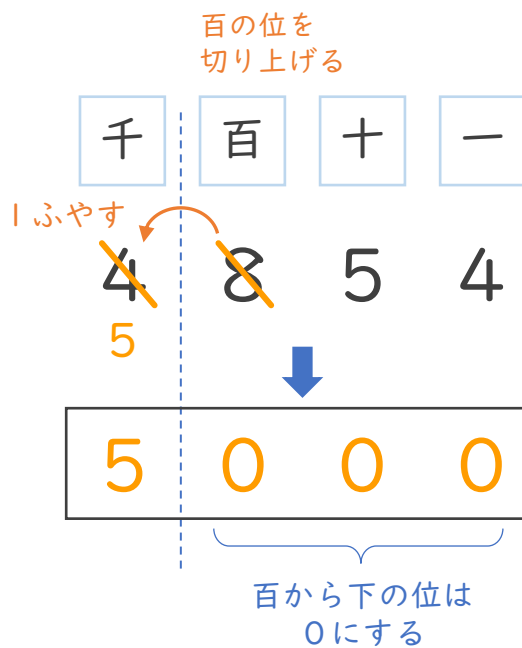 百の位を
切り上げる
千 百 十 一
1ふやす
4 8 5 4
5
5 0 0 0
百から下の位は
0にする